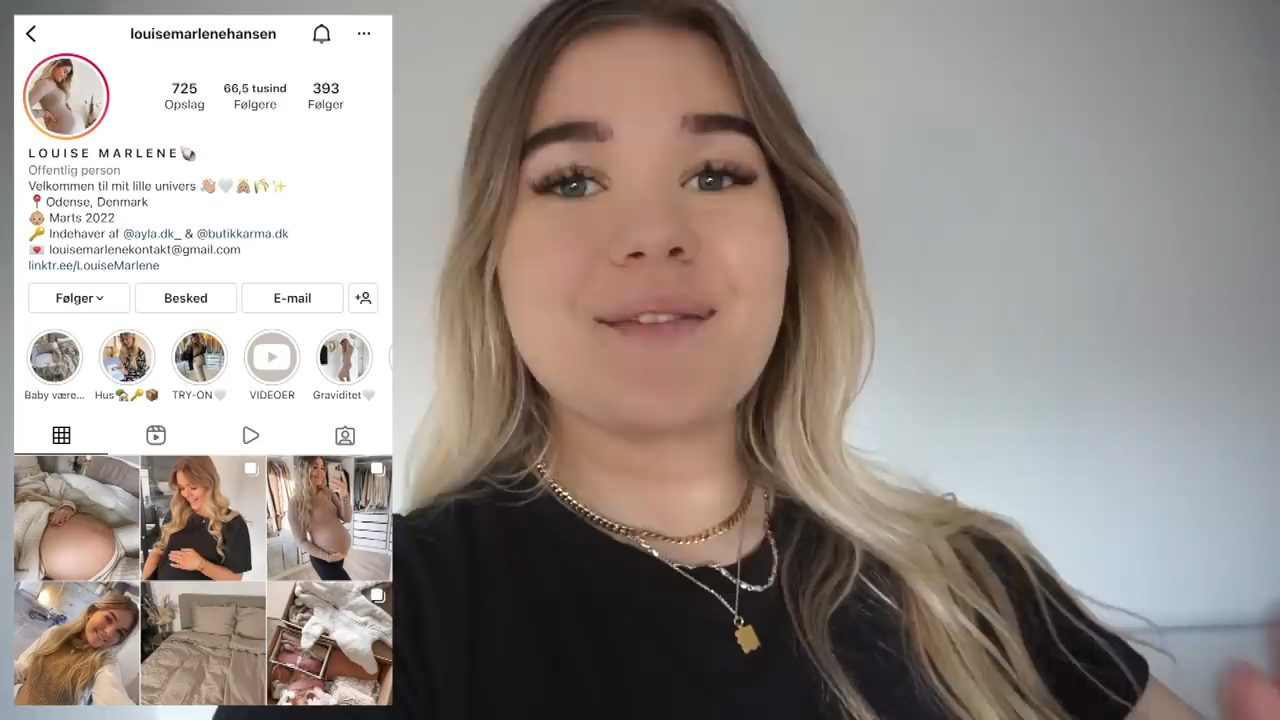 louisemarlenehansen
725 66,5 tusind 393
Opslag Følgere Følger
LOUISE MARLENE🐚
Offentlig person
Velkommen til mit lille univers 👋🏼🤍👸🏼🌾✨
📍Odense, Denmark
👶🏼 Marts 2022
🔑 Indehaver af @ayla.dk_ & @butikkarma.dk
💌 louisemarlenekontakt@gmail.com
linktr.ee/LouiseMarlene
Følger Besked E-mail
Baby være... Hus🏡🔑📦 TRY-ON🤍 VIDEOER Graviditet🤍